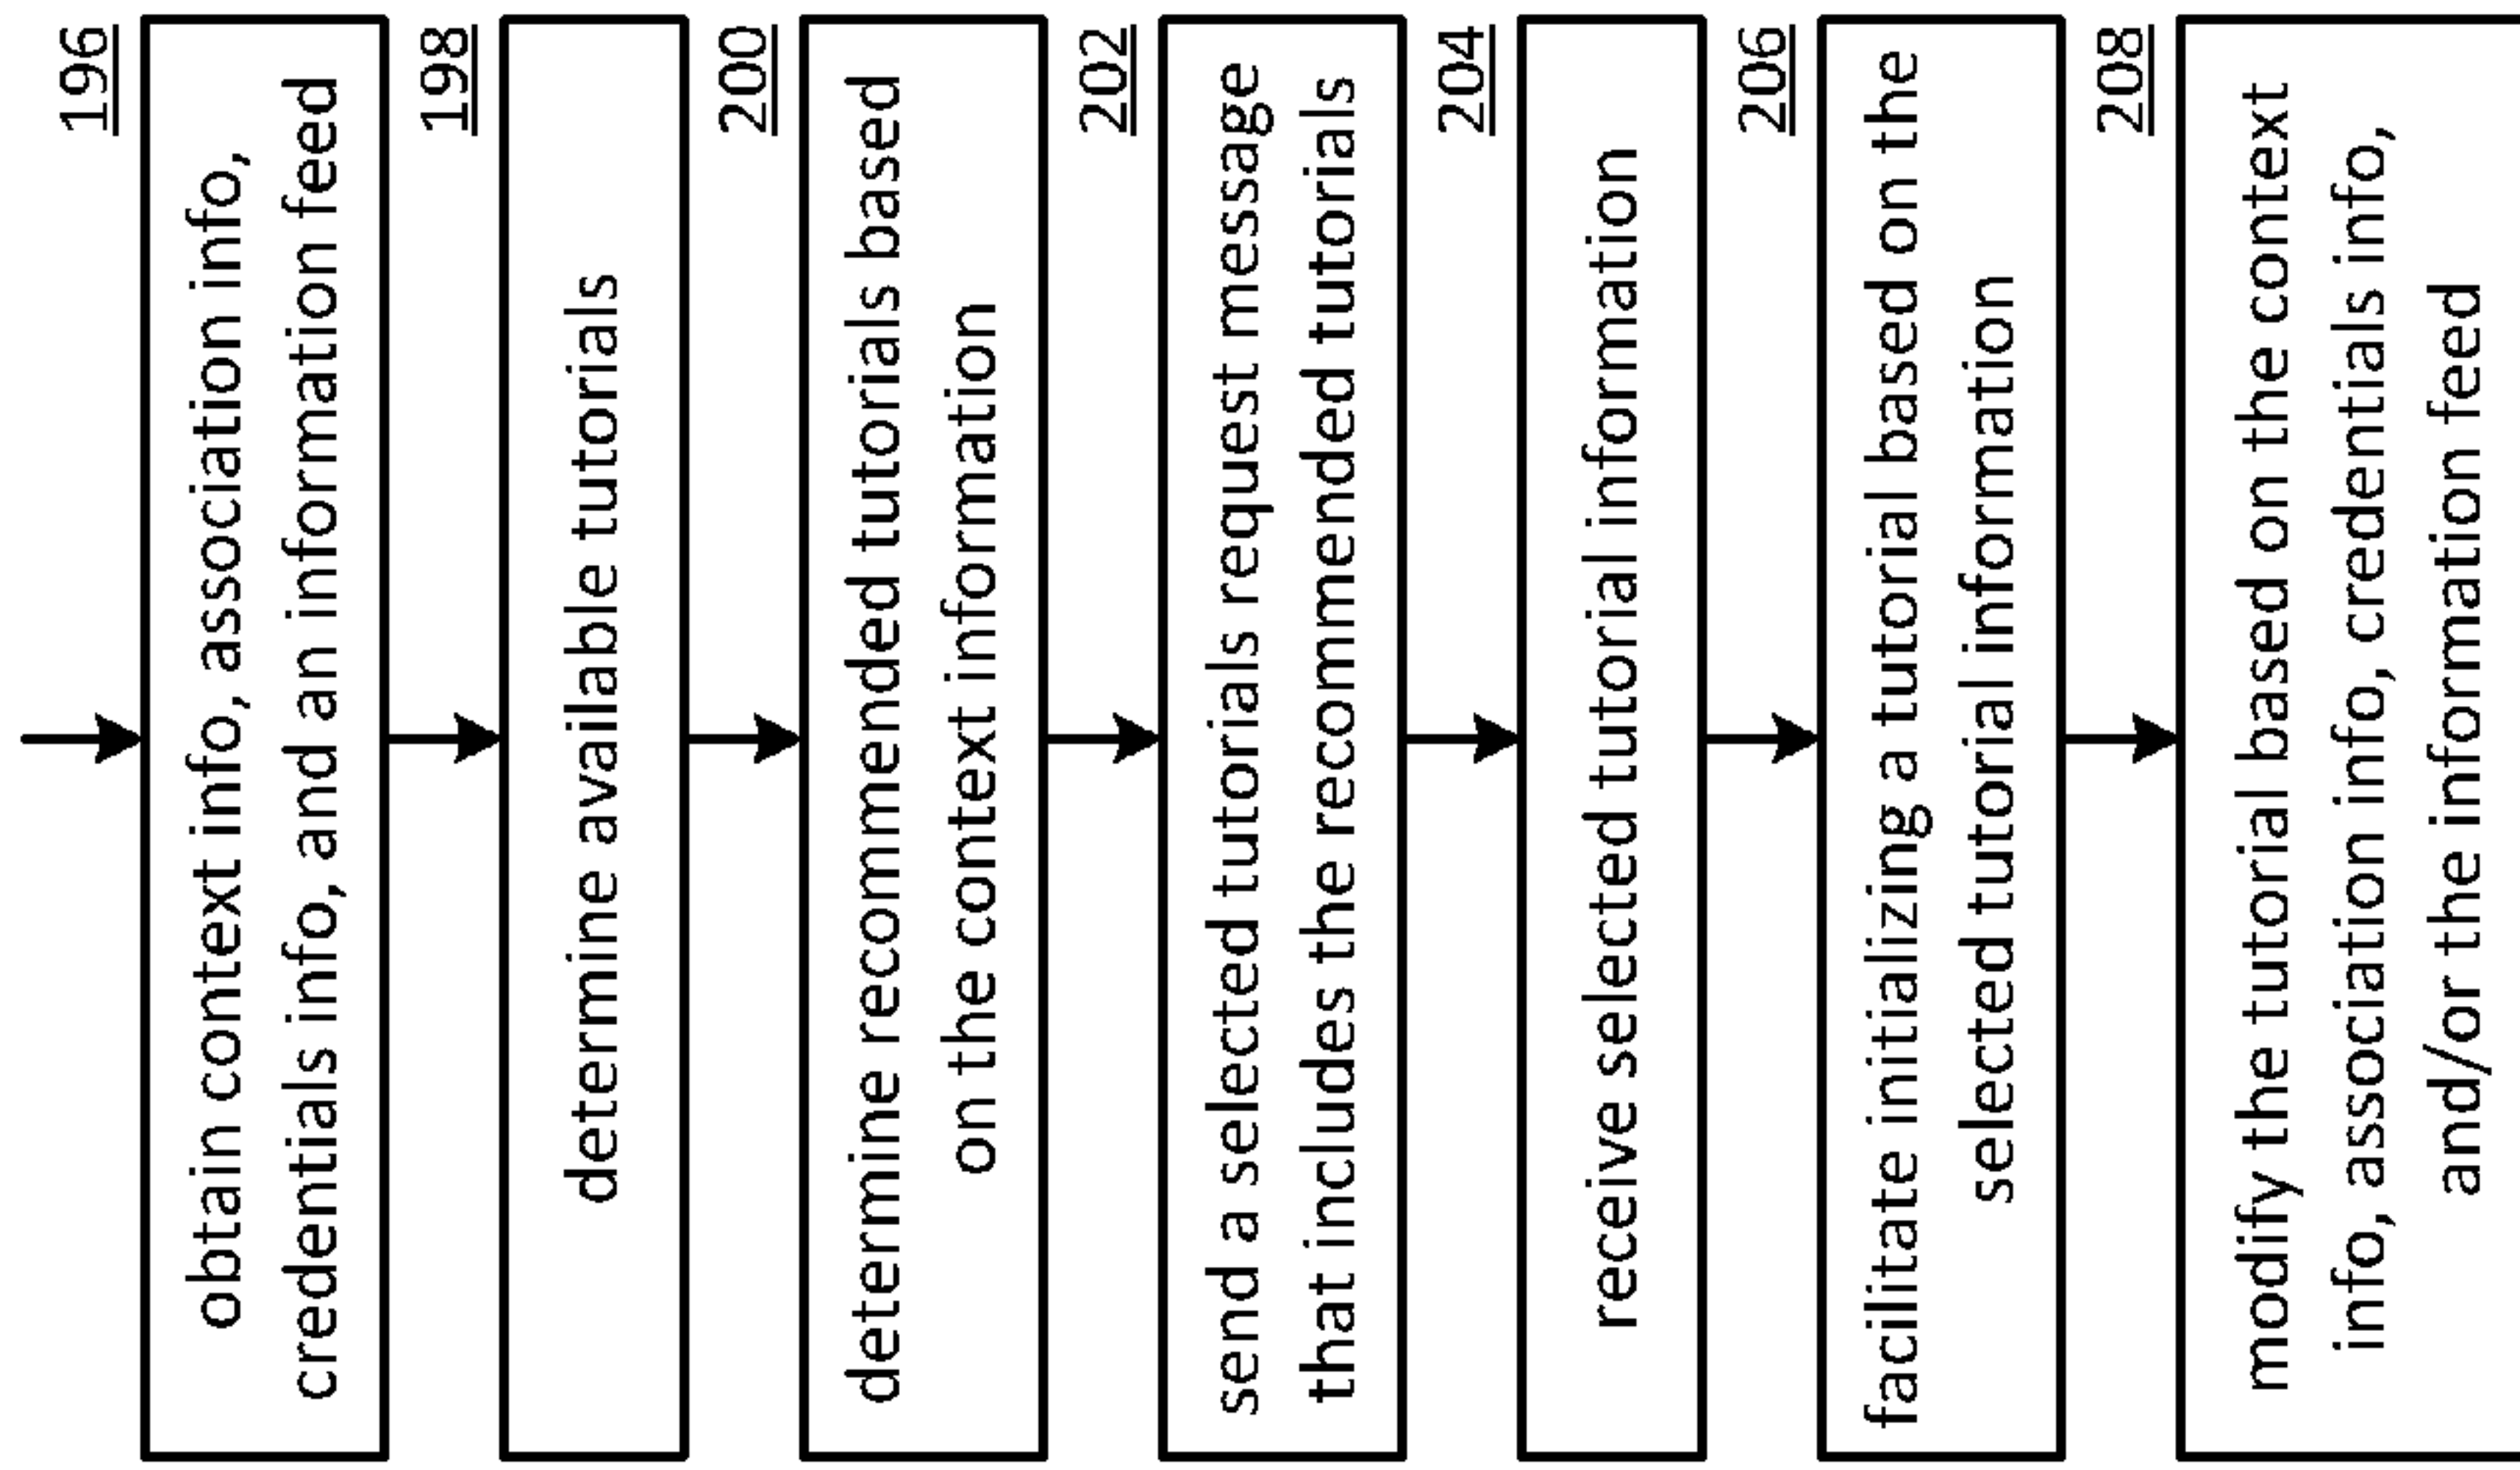 196
obtain context info, association info,
credentials info, and an information feed
198
determine available tutorials
200
determine recommended tutorials based
on the context information
202
send a selected tutorials request message
that includes the recommended tutorials
204
receive selected tutorial information
206
facilitate initializing a tutorial based on the
selected tutorial information
208
modify the tutorial based on the context
info, association info, credentials info,
and/or the information feed